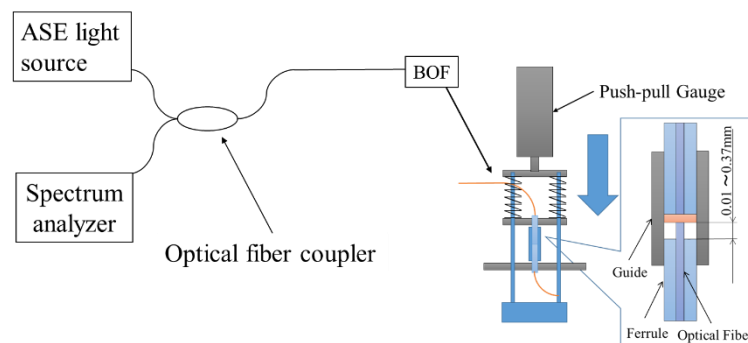 ASE light
source
BOF
Push-pull Gauge
0.01～0.37mm
Spectrum
analyzer
Optical fiber coupler
Guide
Ferrule
Optical Fibe